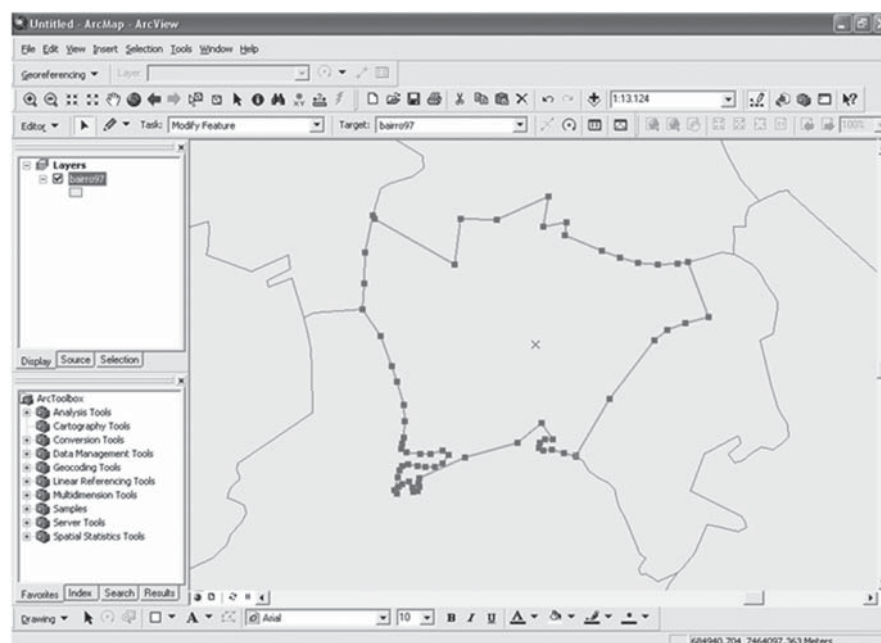 Untitled - ArcMap - ArcView
File Edit View Insert Selection Tools Window Help
Georeferencing Layer:
1:13.124
Editor Task: Modify Feature Target: bairro97 100%
Layers
bairro97
Display Source Selection
ArcToolbox
Analysis Tools
Cartography Tools
Conversion Tools
Data Management Tools
Geocoding Tools
Linear Referencing Tools
Multidimension Tools
Samples
Server Tools
Spatial Statistics Tools
Favorites Index Search Results
Drawing A Arial 10 B I U A
684940,704 7464097,363 Meters